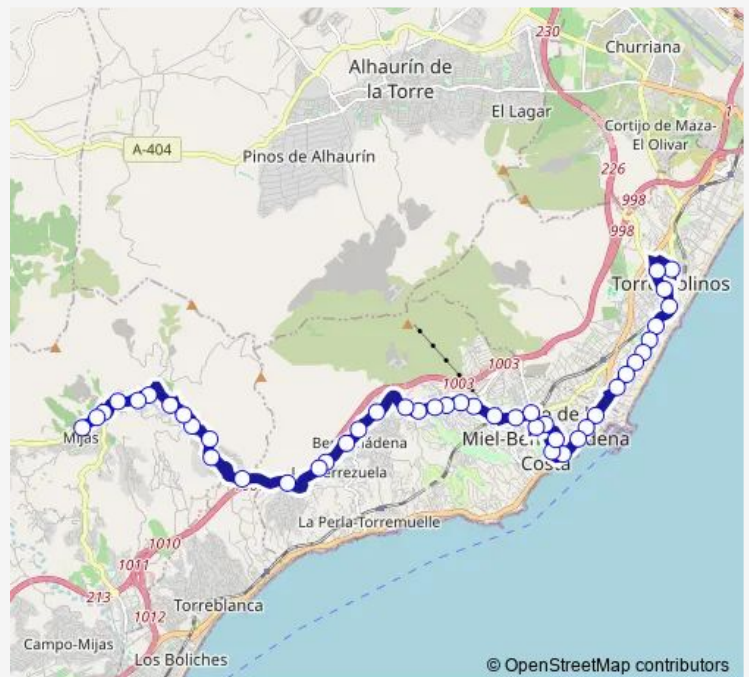 230
Churriana
Alhaurín de
la Torre
El Lagar
1
Cortijo de Maza-
El Olivar
A-404
Pinos de Alhaurín
226
998
998
1003
1003
Mijas
Miel-
Costa
La Perla-Torremuelle
1010
1011
213
Torreblanca
1012
Campo-Mijas
Los Boliches
© OpenStreetMap contributors